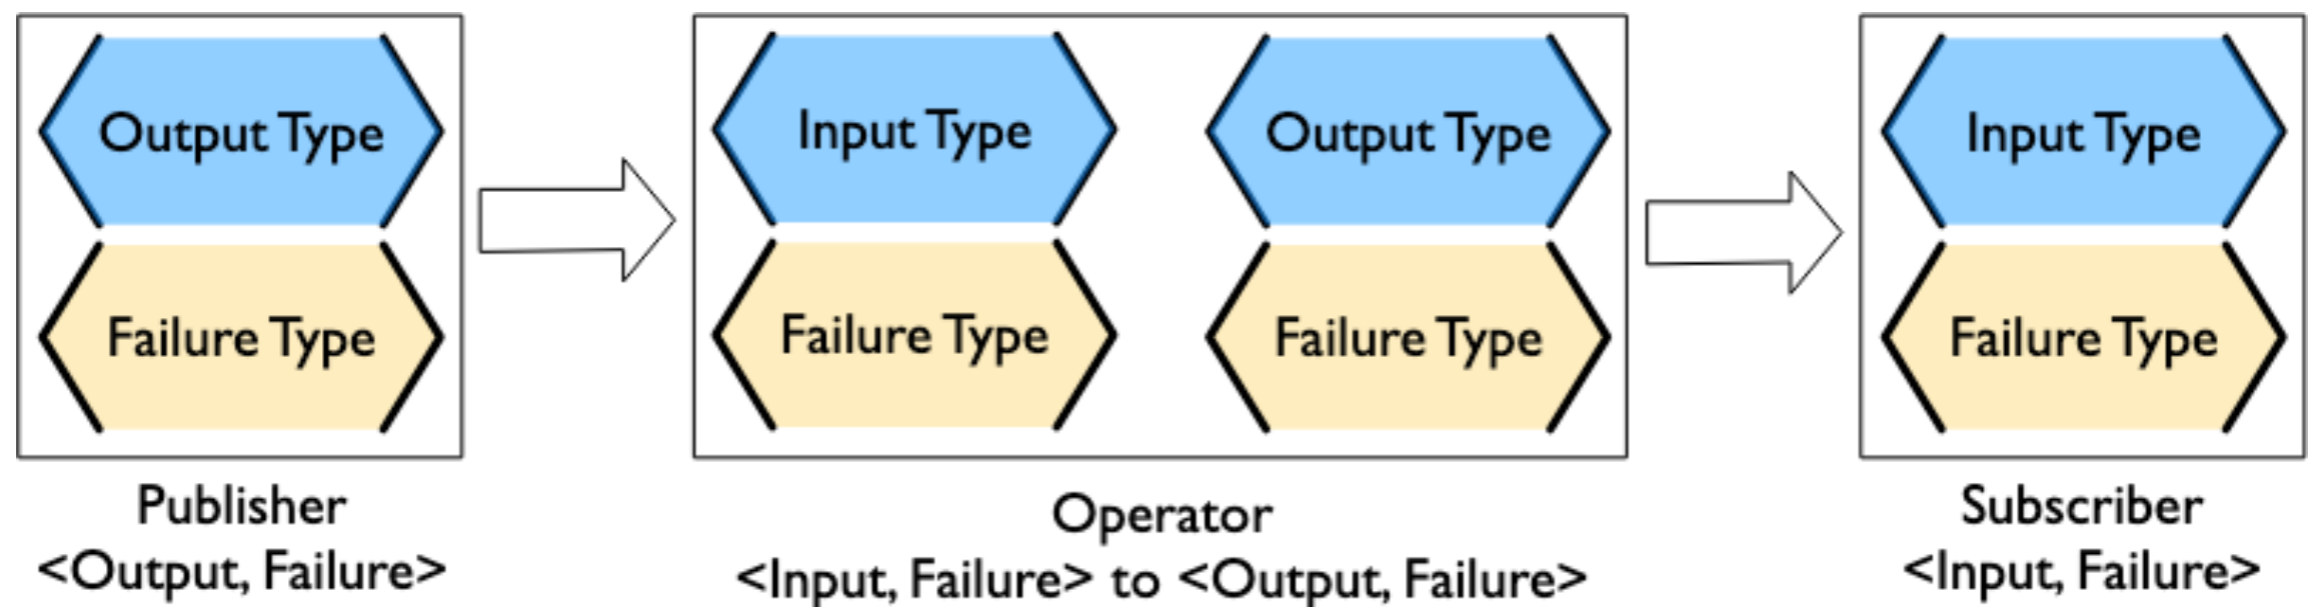 Output Type
Failure Type
Publisher
<Output, Failure>
Input Type
Output Type
Failure Type
Failure Type
Operator
<Input, Failure> to <Output, Failure>
Input Type
Failure Type
Subscriber
<Input, Failure>